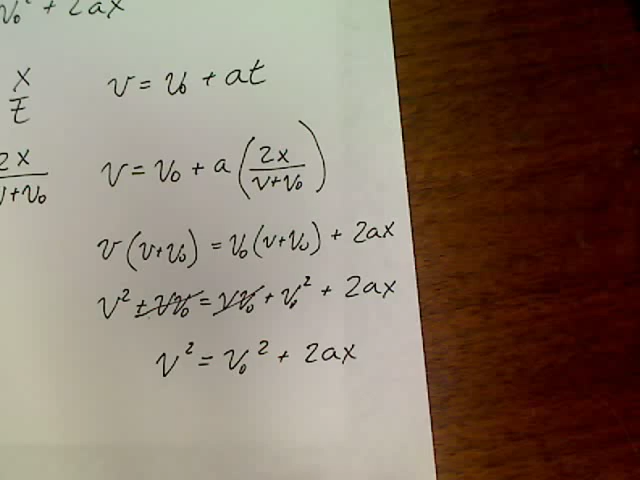 v₀² + 2ax
x/t
v = v₀ + at
2x/(v+v₀)
v = v₀ + a(2x/(v+v₀))
v(v+v₀) = v₀(v+v₀) + 2ax
v² + vv₀ = vv₀ + v₀² + 2ax
v² = v₀² + 2ax